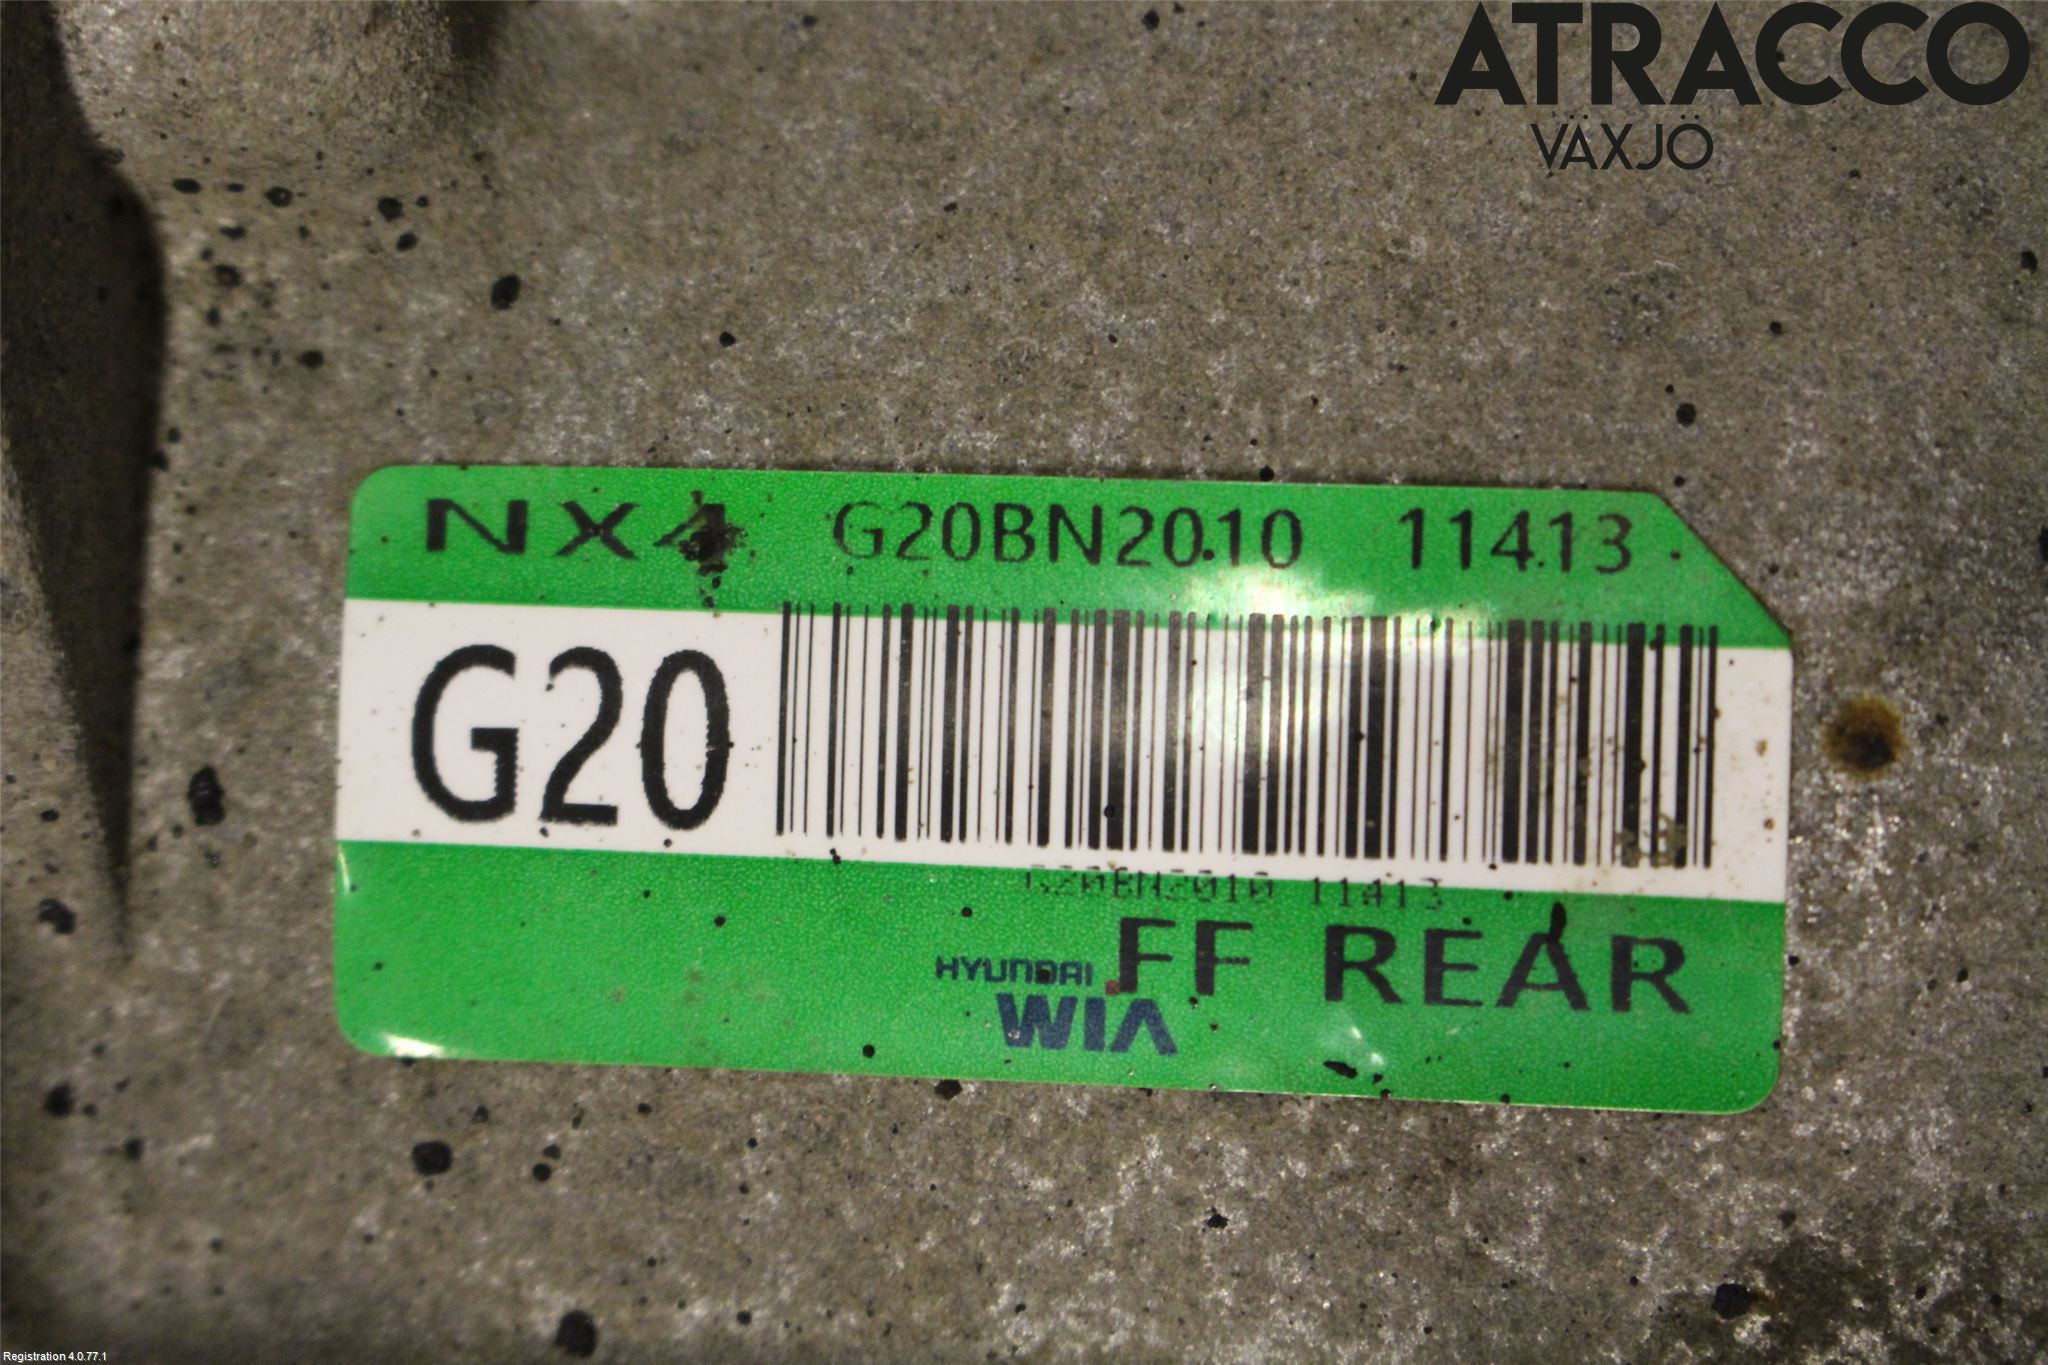 ATRACCO
VÄXJÖ
NX4 G20BN2010 11413
G20
G20BN2010 11413
FF REAR
HYUNDAI
WIA
Registration 4.0.77.1